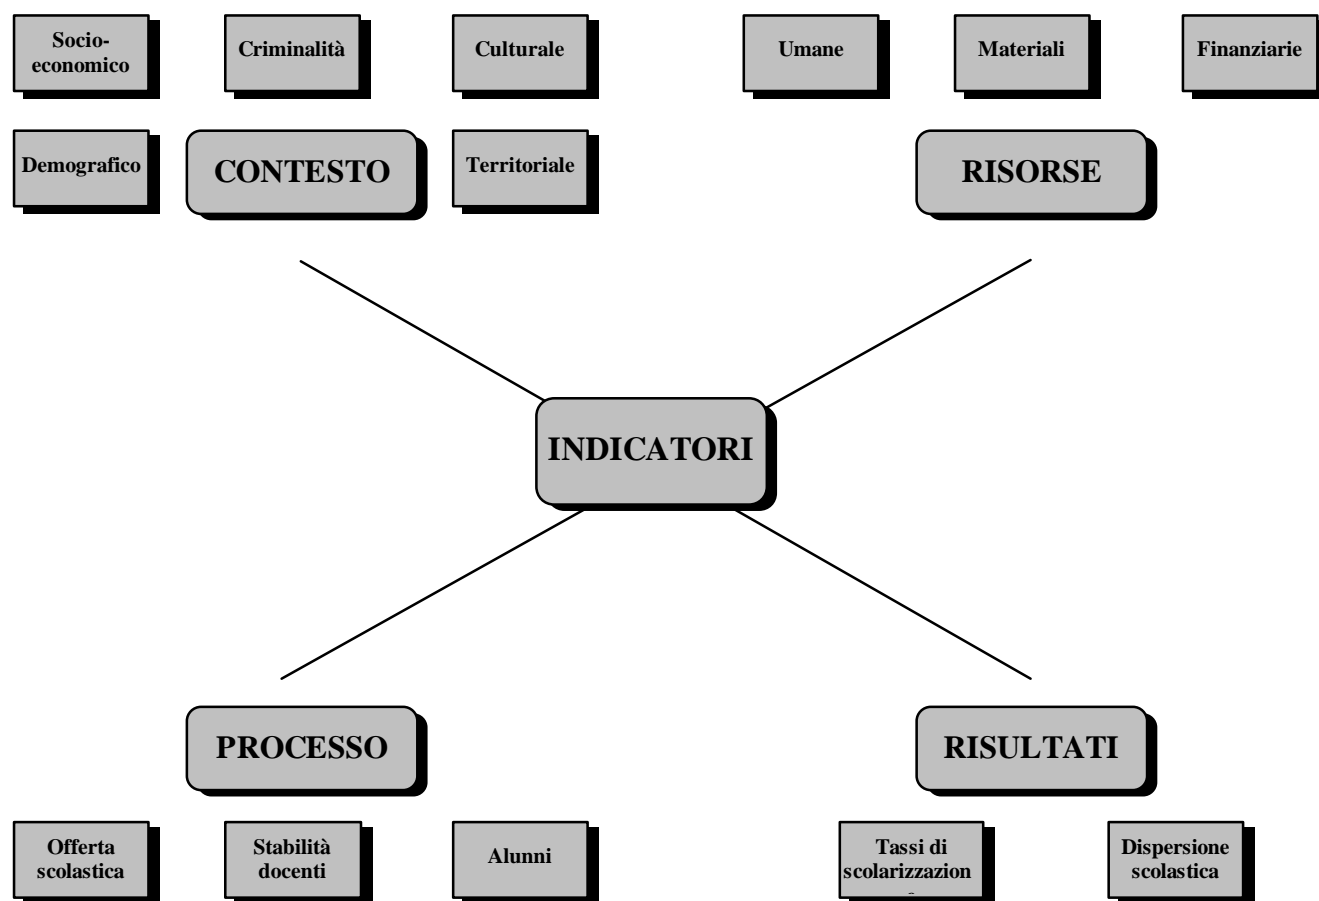 Socio-
economico
Criminalità
Culturale
Umane
Materiali
Finanziarie
Demografico
CONTESTO
Territoriale
RISORSE
INDICATORI
PROCESSO
RISULTATI
Offerta
scolastica
Stabilità
docenti
Alunni
Tassi di
scolarizzazion
Dispersione
scolastica